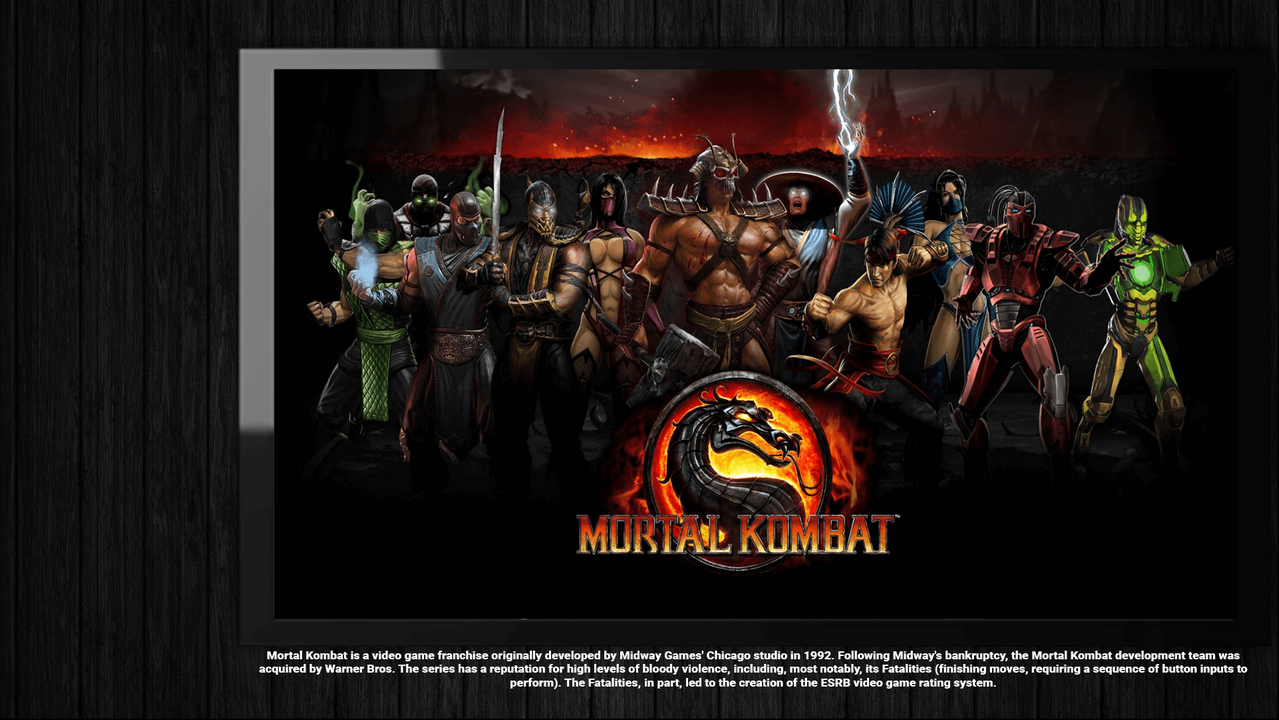 MORTAL KOMBAT™
Mortal Kombat is a video game franchise originally developed by Midway Games' Chicago studio in 1992. Following Midway's bankruptcy, the Mortal Kombat development team was
acquired by Warner Bros. The series has a reputation for high levels of bloody violence, including, most notably, its Fatalities (finishing moves, requiring a sequence of button inputs to
perform). The Fatalities, in part, led to the creation of the ESRB video game rating system.